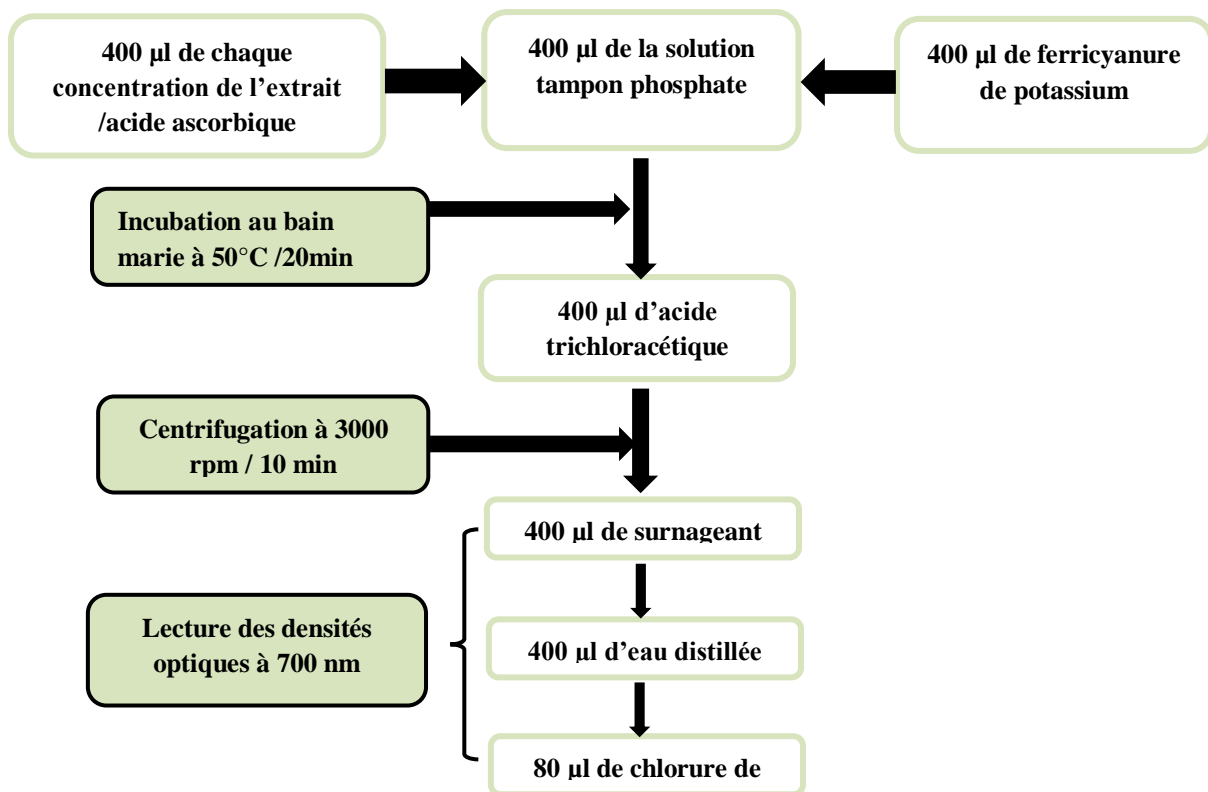 400 µl de chaque
concentration de l’extrait
/acide ascorbique
400 µl de la solution
tampon phosphate
400 µl de ferricyanure
de potassium
Incubation au bain
marie à 50°C /20min
400 µl d’acide
trichloracétique
Centrifugation à 3000
rpm / 10 min
400 µl de surnageant
Lecture des densités
optiques à 700 nm
400 µl d’eau distillée
80 µl de chlorure de